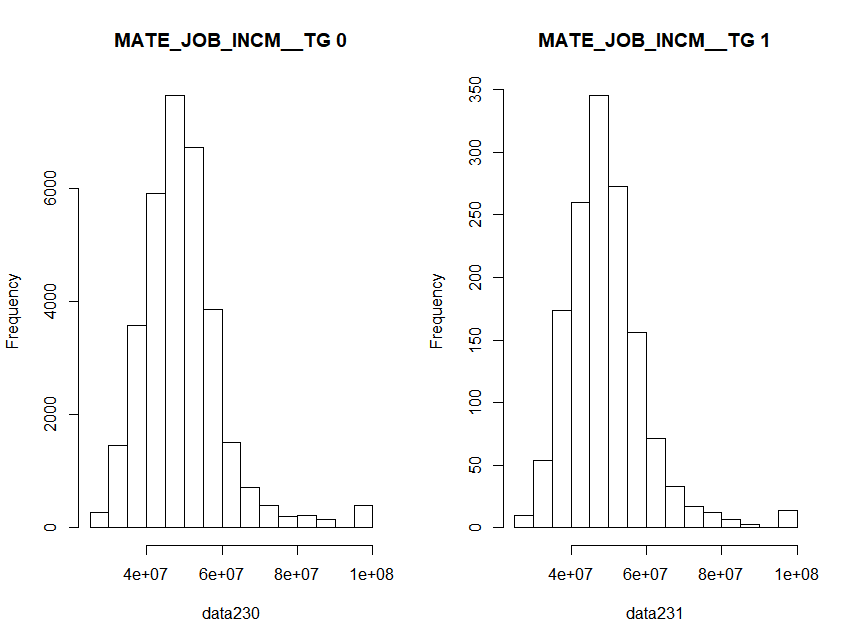 MATE_JOB_INCM__TG 0
Frequency
0
2000
4000
6000
4e+07
6e+07
8e+07
1e+08
data230
MATE_JOB_INCM__TG 1
Frequency
0
50
100
150
200
250
300
350
4e+07
6e+07
8e+07
1e+08
data231